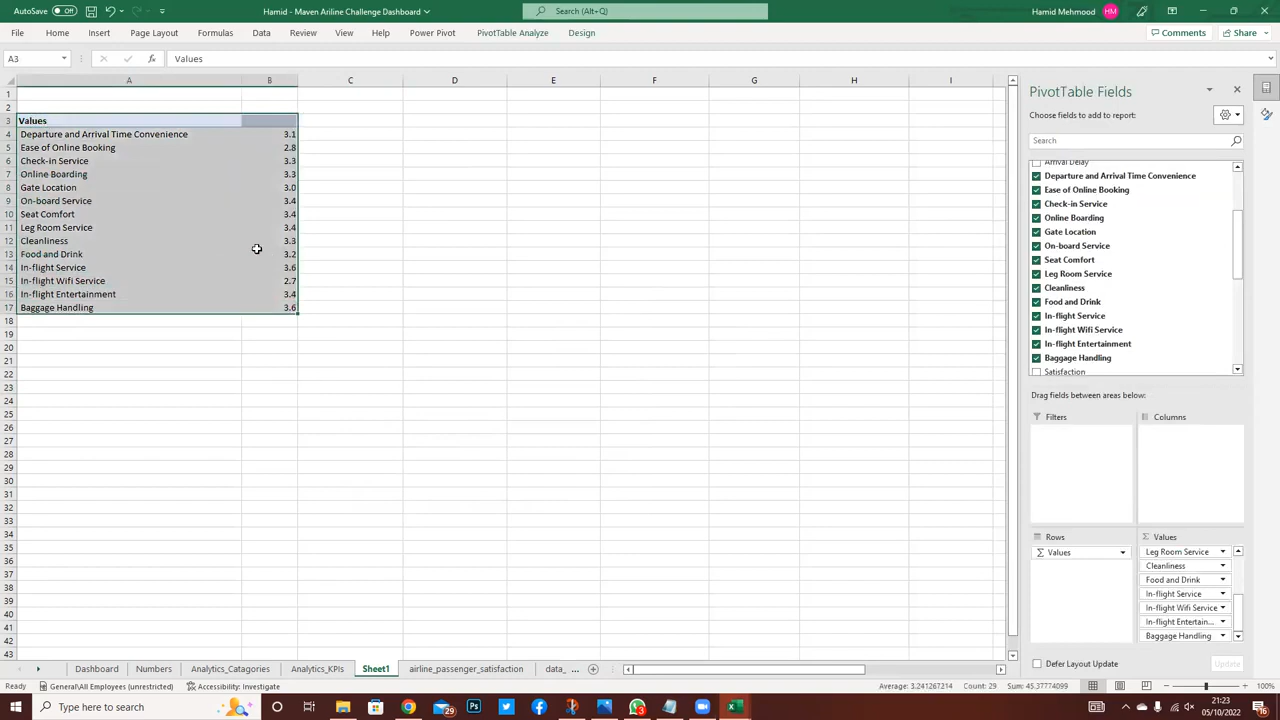 AutoSave Off Hamid - Maven Ariline Challenge Dashboard Search (Alt+Q) Hamid Mehmood HM
File Home Insert Page Layout Formulas Data Review View Help Power Pivot PivotTable Analyze Design Comments Share
A3 fx Values
A B C D E F G H I
1
2
3 Values
4 Departure and Arrival Time Convenience 3.1
5 Ease of Online Booking 2.8
6 Check-in Service 3.3
7 Online Boarding 3.3
8 Gate Location 3.0
9 On-board Service 3.4
10 Seat Comfort 3.4
11 Leg Room Service 3.4
12 Cleanliness 3.3
13 Food and Drink 3.2
14 In-flight Service 3.6
15 In-flight Wifi Service 2.7
16 In-flight Entertainment 3.4
17 Baggage Handling 3.6
18
19
20
21
22
23
24
25
26
27
28
29
30
31
32
33
34
35
36
37
38
39
40
41
42
43
PivotTable Fields
Choose fields to add to report:
Search
Arrival Delay
Departure and Arrival Time Convenience
Ease of Online Booking
Check-in Service
Online Boarding
Gate Location
On-board Service
Seat Comfort
Leg Room Service
Cleanliness
Food and Drink
In-flight Service
In-flight Wifi Service
In-flight Entertainment
Baggage Handling
Satisfaction
Drag fields between areas below:
Filters Columns
Rows Σ Values
Σ Values
Leg Room Service
Cleanliness
Food and Drink
In-flight Service
In-flight Wifi Service
In-flight Entertain...
Baggage Handling
Defer Layout Update Update
Dashboard Numbers Analytics_Catagories Analytics_KPIs Sheet1 airline_passenger_satisfaction data_ ...
Ready General\All Employees (unrestricted) Accessibility: Investigate Average: 3.241267214 Count: 29 Sum: 45.37774099 100%
Type here to search 29 3 21:23
05/10/2022 16